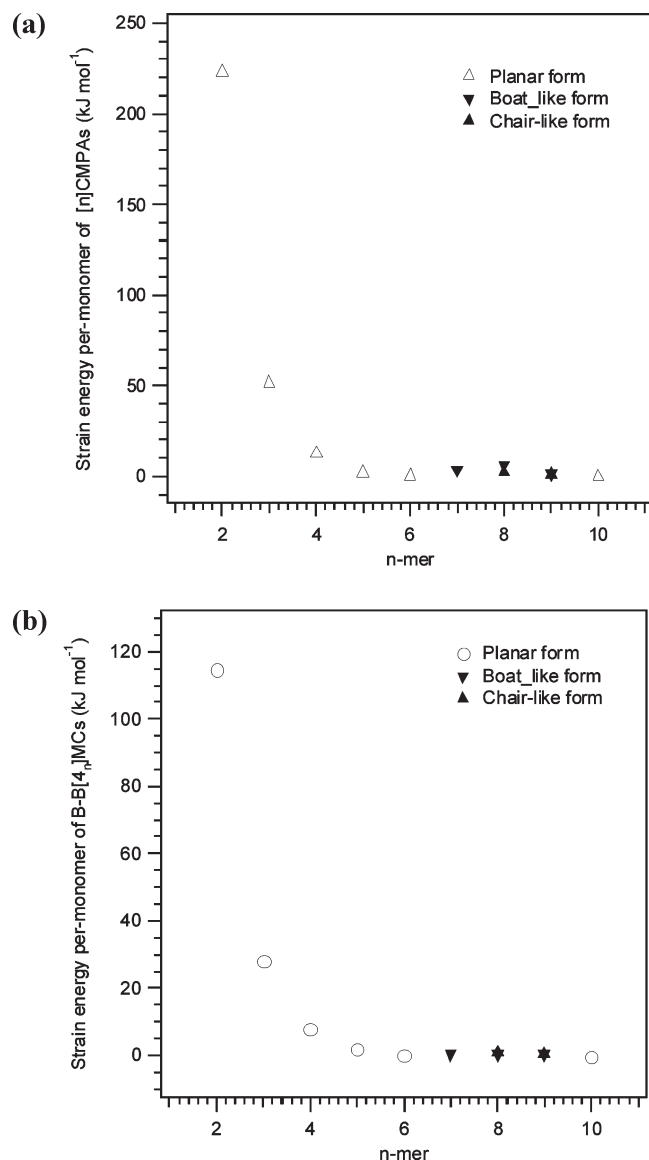 (a)
Strain energy per-monomer of [n]CMPAs (kJ mol⁻¹)
250
200
150
100
50
0
△ Planar form
▼ Boat_like form
▲ Chair-like form
2 4 6 8 10
n-mer
(b)
Strain energy per-monomer of B-B[4ₙ]MCs (kJ mol⁻¹)
120
100
80
60
40
20
0
○ Planar form
▼ Boat_like form
▲ Chair-like form
2 4 6 8 10
n-mer